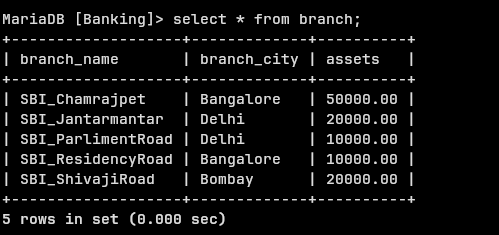 MariaDB [Banking]> select * from branch;
+-------------------+-------------+----------+
| branch_name       | branch_city | assets   |
+-------------------+-------------+----------+
| SBI_Chamrajpet    | Bangalore   | 50000.00 |
| SBI_Jantarmantar  | Delhi       | 20000.00 |
| SBI_ParlimentRoad | Delhi       | 10000.00 |
| SBI_ResidencyRoad | Bangalore   | 10000.00 |
| SBI_ShivajiRoad   | Bombay      | 20000.00 |
+-------------------+-------------+----------+
5 rows in set (0.000 sec)